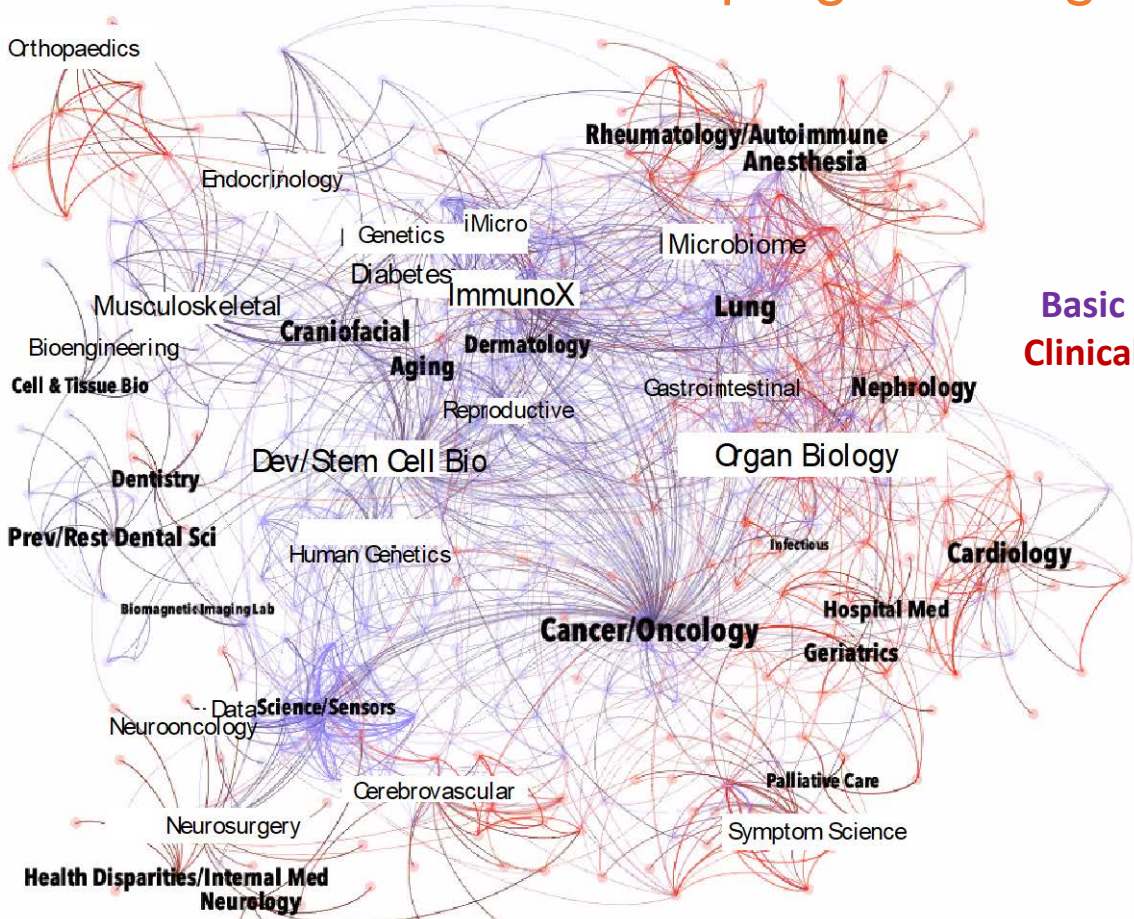 Orthopaedics
Rheumatology/Autoimmune
Anesthesia
Endocrinology
iMicro
Genetics
Microbiome
Diabetes
ImmunoX
Musculoskeletal
Lung
Basic
Craniofacial
Dermatology
Bioengineering
Clinica
Aging
Cell & Tissue Bio
Gastrointestinal
Nephrology
Reproductive
Dev/Stem Cell Bio
Organ Biology
Dentistry
Prev/Rest Dental Sci
Human Genetics
Infectious
Cardiology
Biomagnetic Imaging Lab
Hospital Med
Cancer/Oncology
Geriatrics
Data Science/Sensors
Neurooncology
Palliative Care
Cerebrovascular
Neurosurgery
Symptom Science
Health Disparities/Internal Med
Neurology